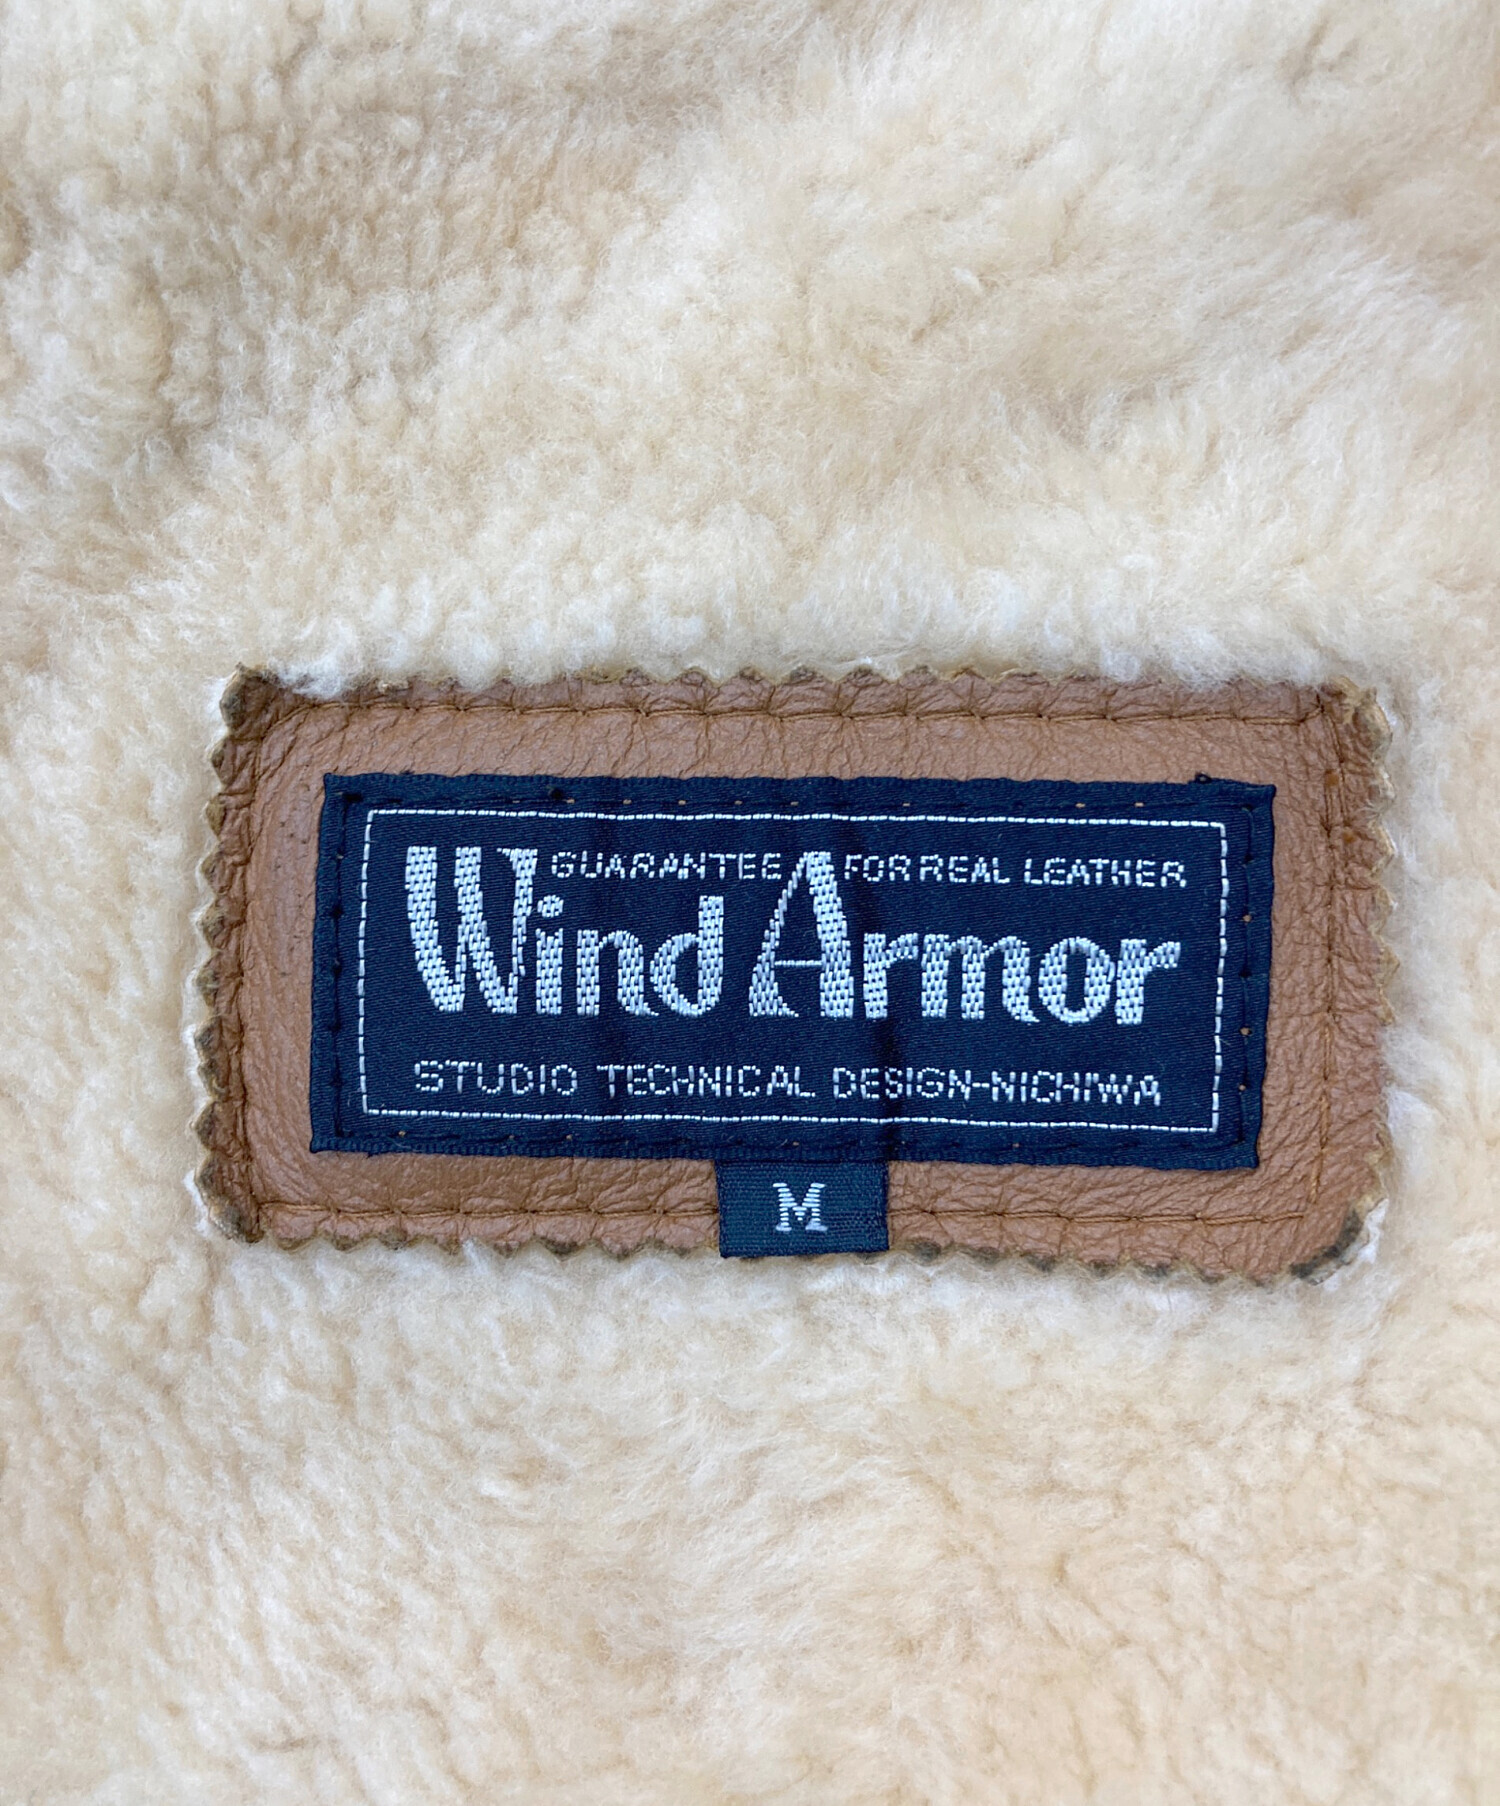 GUARANTEE FOR REAL LEATHER
Wind Armor
STUDIO TECHNICAL DESIGN-NICHIWA
M